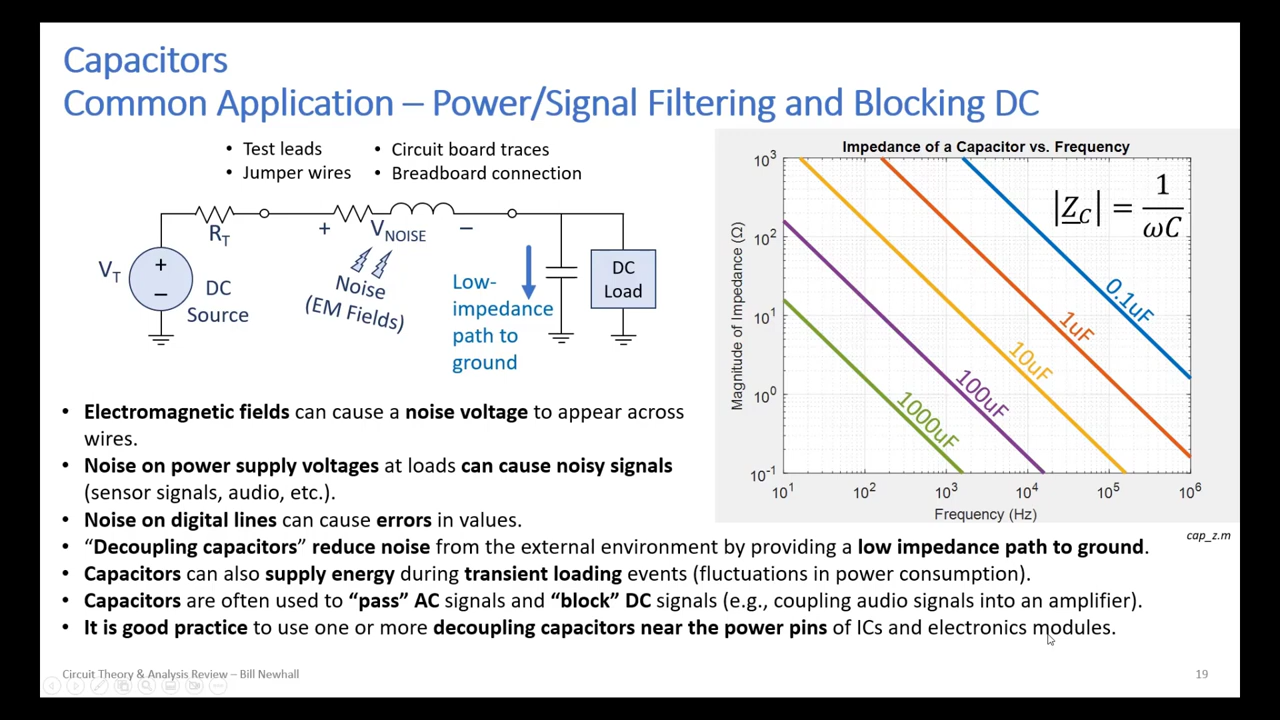 Capacitors
Common Application – Power/Signal Filtering and Blocking DC
• Test leads
• Jumper wires
• Circuit board traces
• Breadboard connection
R_T
+
V_NOISE
−
V_T
+
−
DC
Source
Noise
(EM Fields)
Low-
impedance
path to
ground
DC
Load
Impedance of a Capacitor vs. Frequency
|Z_C| = 1/ωC
Magnitude of Impedance (Ω)
10^3
10^2
10^1
10^0
10^-1
0.1uF
1uF
10uF
100uF
1000uF
10^1 10^2 10^3 10^4 10^5 10^6
Frequency (Hz)
cap_z.m
• Electromagnetic fields can cause a noise voltage to appear across
wires.
• Noise on power supply voltages at loads can cause noisy signals
(sensor signals, audio, etc.).
• Noise on digital lines can cause errors in values.
• “Decoupling capacitors” reduce noise from the external environment by providing a low impedance path to ground.
• Capacitors can also supply energy during transient loading events (fluctuations in power consumption).
• Capacitors are often used to “pass” AC signals and “block” DC signals (e.g., coupling audio signals into an amplifier).
• It is good practice to use one or more decoupling capacitors near the power pins of ICs and electronics modules.
Circuit Theory & Analysis Review – Bill Newhall
19